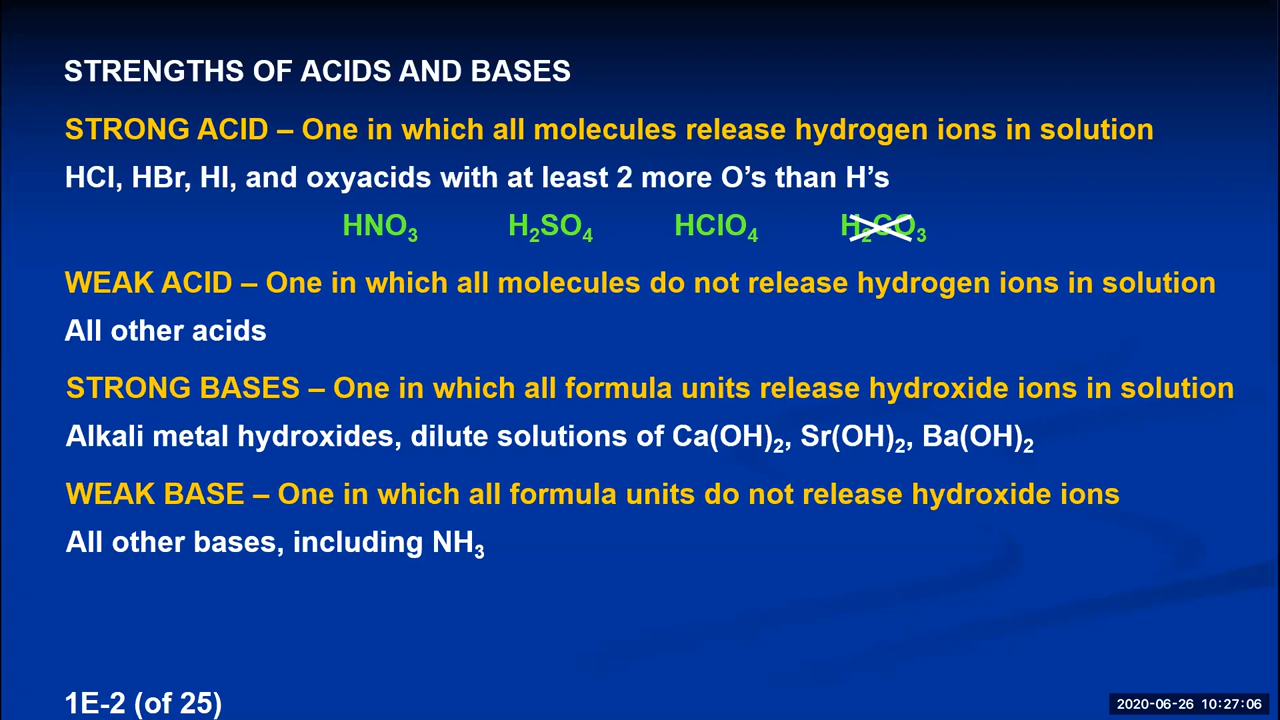 STRENGTHS OF ACIDS AND BASES
STRONG ACID – One in which all molecules release hydrogen ions in solution
HCl, HBr, HI, and oxyacids with at least 2 more O’s than H’s
HNO₃ H₂SO₄ HClO₄ H₂CO₃
WEAK ACID – One in which all molecules do not release hydrogen ions in solution
All other acids
STRONG BASES – One in which all formula units release hydroxide ions in solution
Alkali metal hydroxides, dilute solutions of Ca(OH)₂, Sr(OH)₂, Ba(OH)₂
WEAK BASE – One in which all formula units do not release hydroxide ions
All other bases, including NH₃
1E-2 (of 25)
2020-06-26 10:27:06